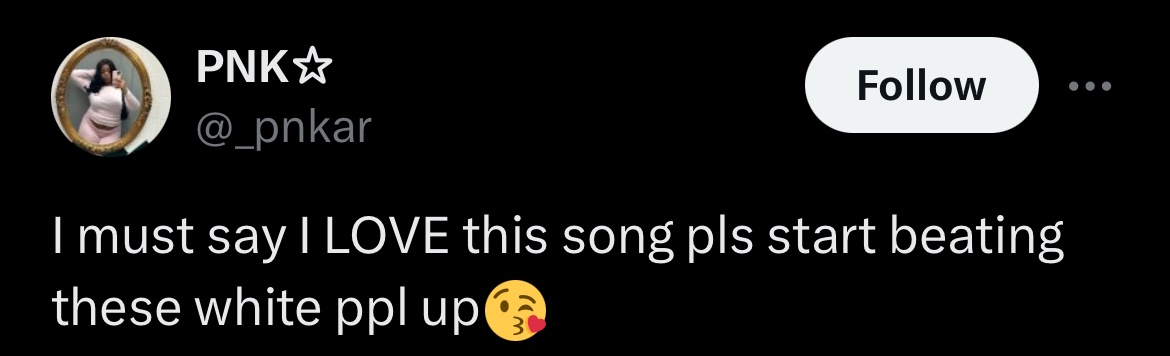 PNK☆
@_pnkar
Follow
I must say I LOVE this song pls start beating
these white ppl up😘